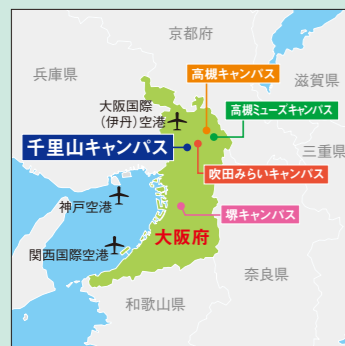 京都府
兵庫県
高槻キャンパス
滋賀県
大阪国際
(伊丹)空港
高槻ミューズキャンパス
千里山キャンパス
三重県
吹田みらいキャンパス
神戸空港
堺キャンパス
大阪府
関西国際空港
奈良県
和歌山県